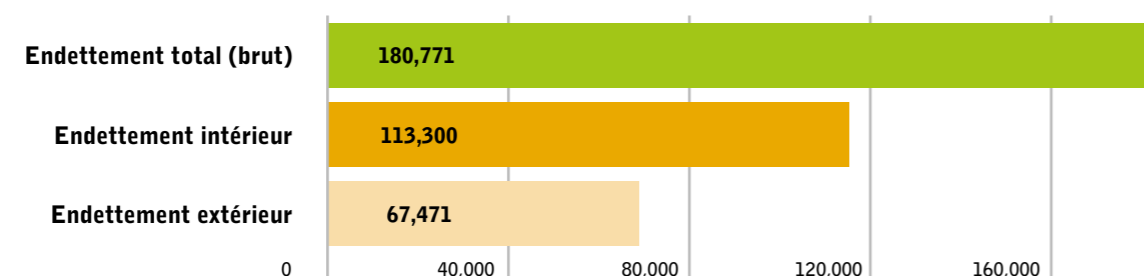 Endettement total (brut) 180,771
Endettement intérieur 113,300
Endettement extérieur 67,471
0 40,000 80,000 120,000 160,000